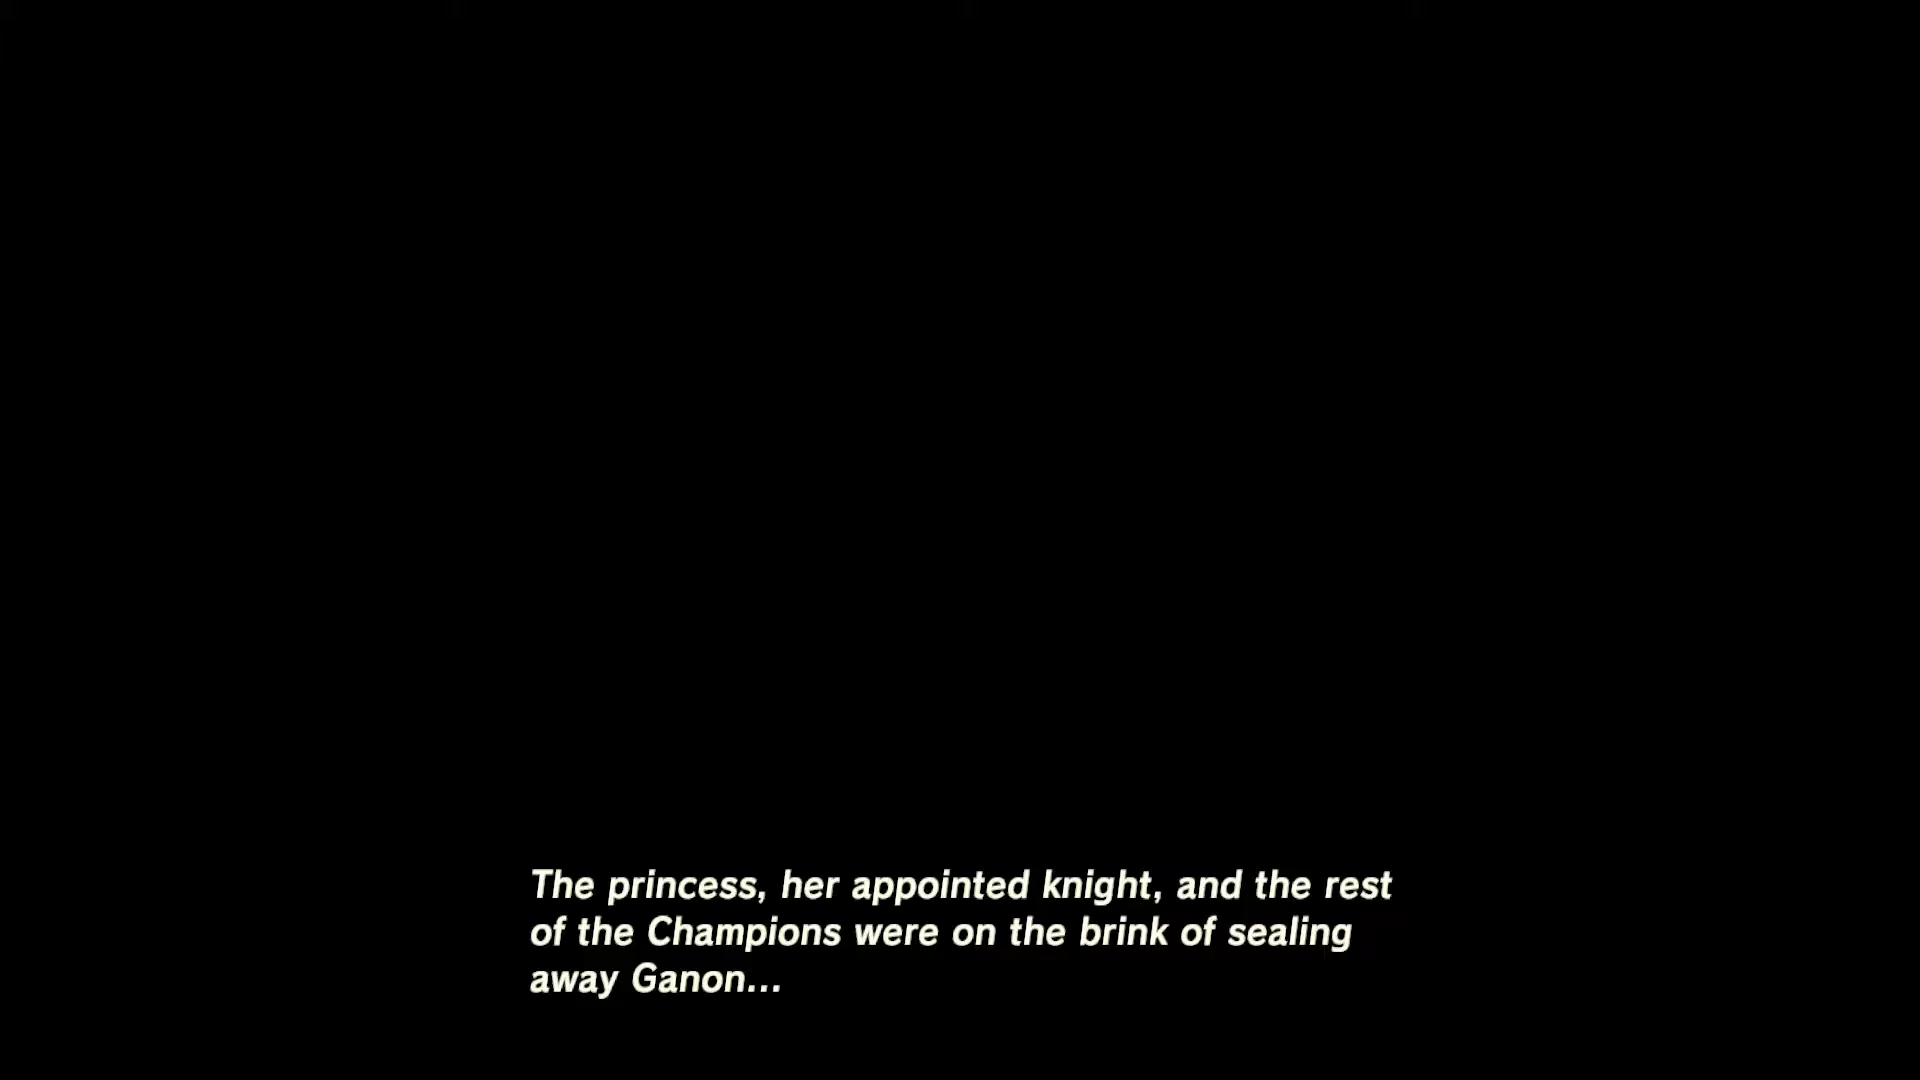 The princess, her appointed knight, and the rest
of the Champions were on the brink of sealing
away Ganon...